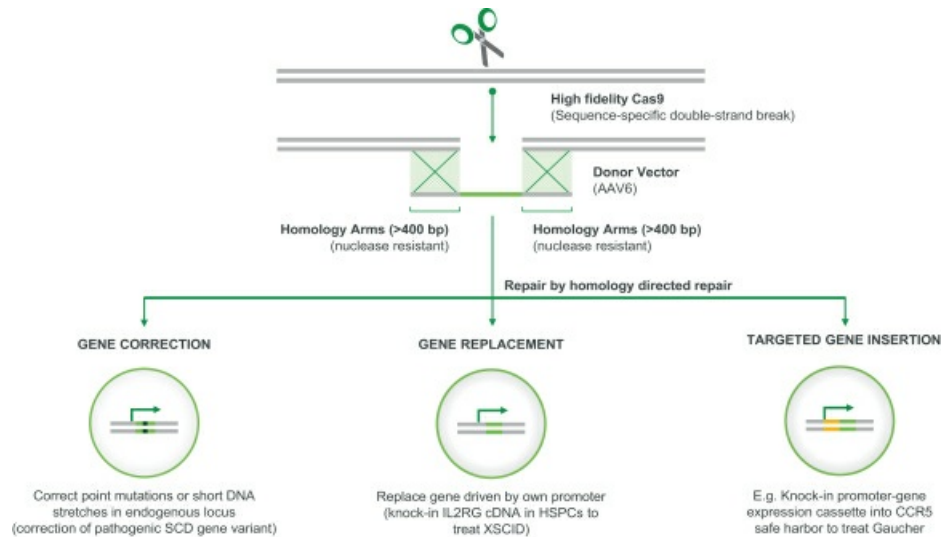 High fidelity Cas9
(Sequence-specific double-strand break)
Donor Vector
(AAV6)
Homology Arms (>400 bp)
(nuclease resistant)
Homology Arms (>400 bp)
(nuclease resistant)
Repair by homology directed repair
GENE CORRECTION
GENE REPLACEMENT
TARGETED GENE INSERTION
Correct point mutations or short DNA
stretches in endogenous locus
(correction of pathogenic SCD gene variant)
Replace gene driven by own promoter
(knock-in IL2RG cDNA in HSPCs to
treat XSCID)
E.g. Knock-in promoter-gene
expression cassette into CCR5
safe harbor to treat Gaucher